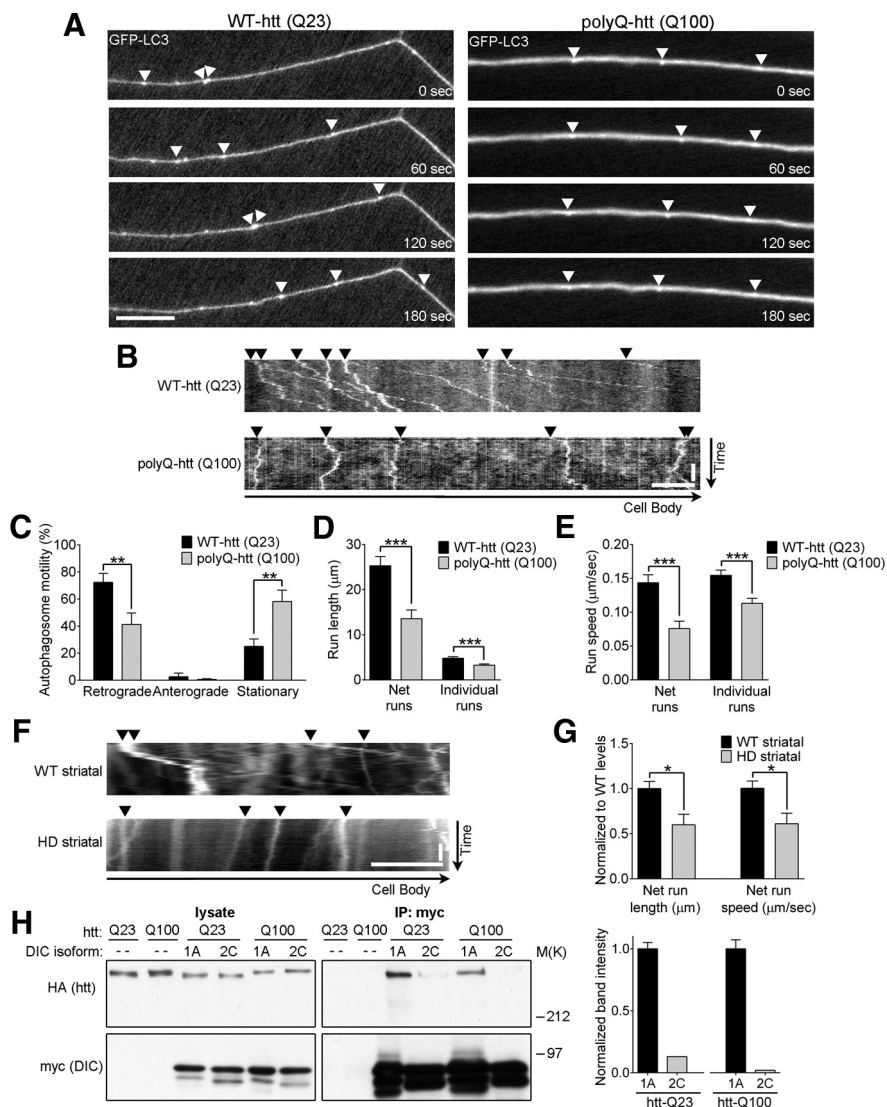 A
WT-htt (Q23)
polyQ-htt (Q100)
GFP-LC3
GFP-LC3
0 sec
0 sec
60 sec
60 sec
120 sec
120 sec
180 sec
180 sec
B
WT-htt (Q23)
polyQ-htt (Q100)
Time
Cell Body
C
Autophagosome motility (%)
100
80
60
40
20
0
WT-htt (Q23)
polyQ-htt (Q100)
**
**
Retrograde
Anterograde
Stationary
D
Run length (µm)
30
20
10
0
WT-htt (Q23)
polyQ-htt (Q100)
***
***
Net runs
Individual runs
E
Run speed (µm/sec)
0.20
0.15
0.10
0.05
0.00
WT-htt (Q23)
polyQ-htt (Q100)
***
***
Net runs
Individual runs
F
WT striatal
HD striatal
Time
Cell Body
G
Normalized to WT levels
1.5
1.0
0.5
0.0
WT striatal
HD striatal
*
*
Net run length (µm)
Net run speed (µm/sec)
H
lysate
IP: myc
htt: Q23 Q100 Q23 Q100 Q23 Q100 Q23 Q100
DIC isoform: -- -- 1A 2C 1A 2C -- -- 1A 2C 1A 2C M(K)
HA (htt)
–212
–97
myc (DIC)
Normalized band intensity
1.0
0.5
0.0
1A 2C 1A 2C
htt-Q23 htt-Q100